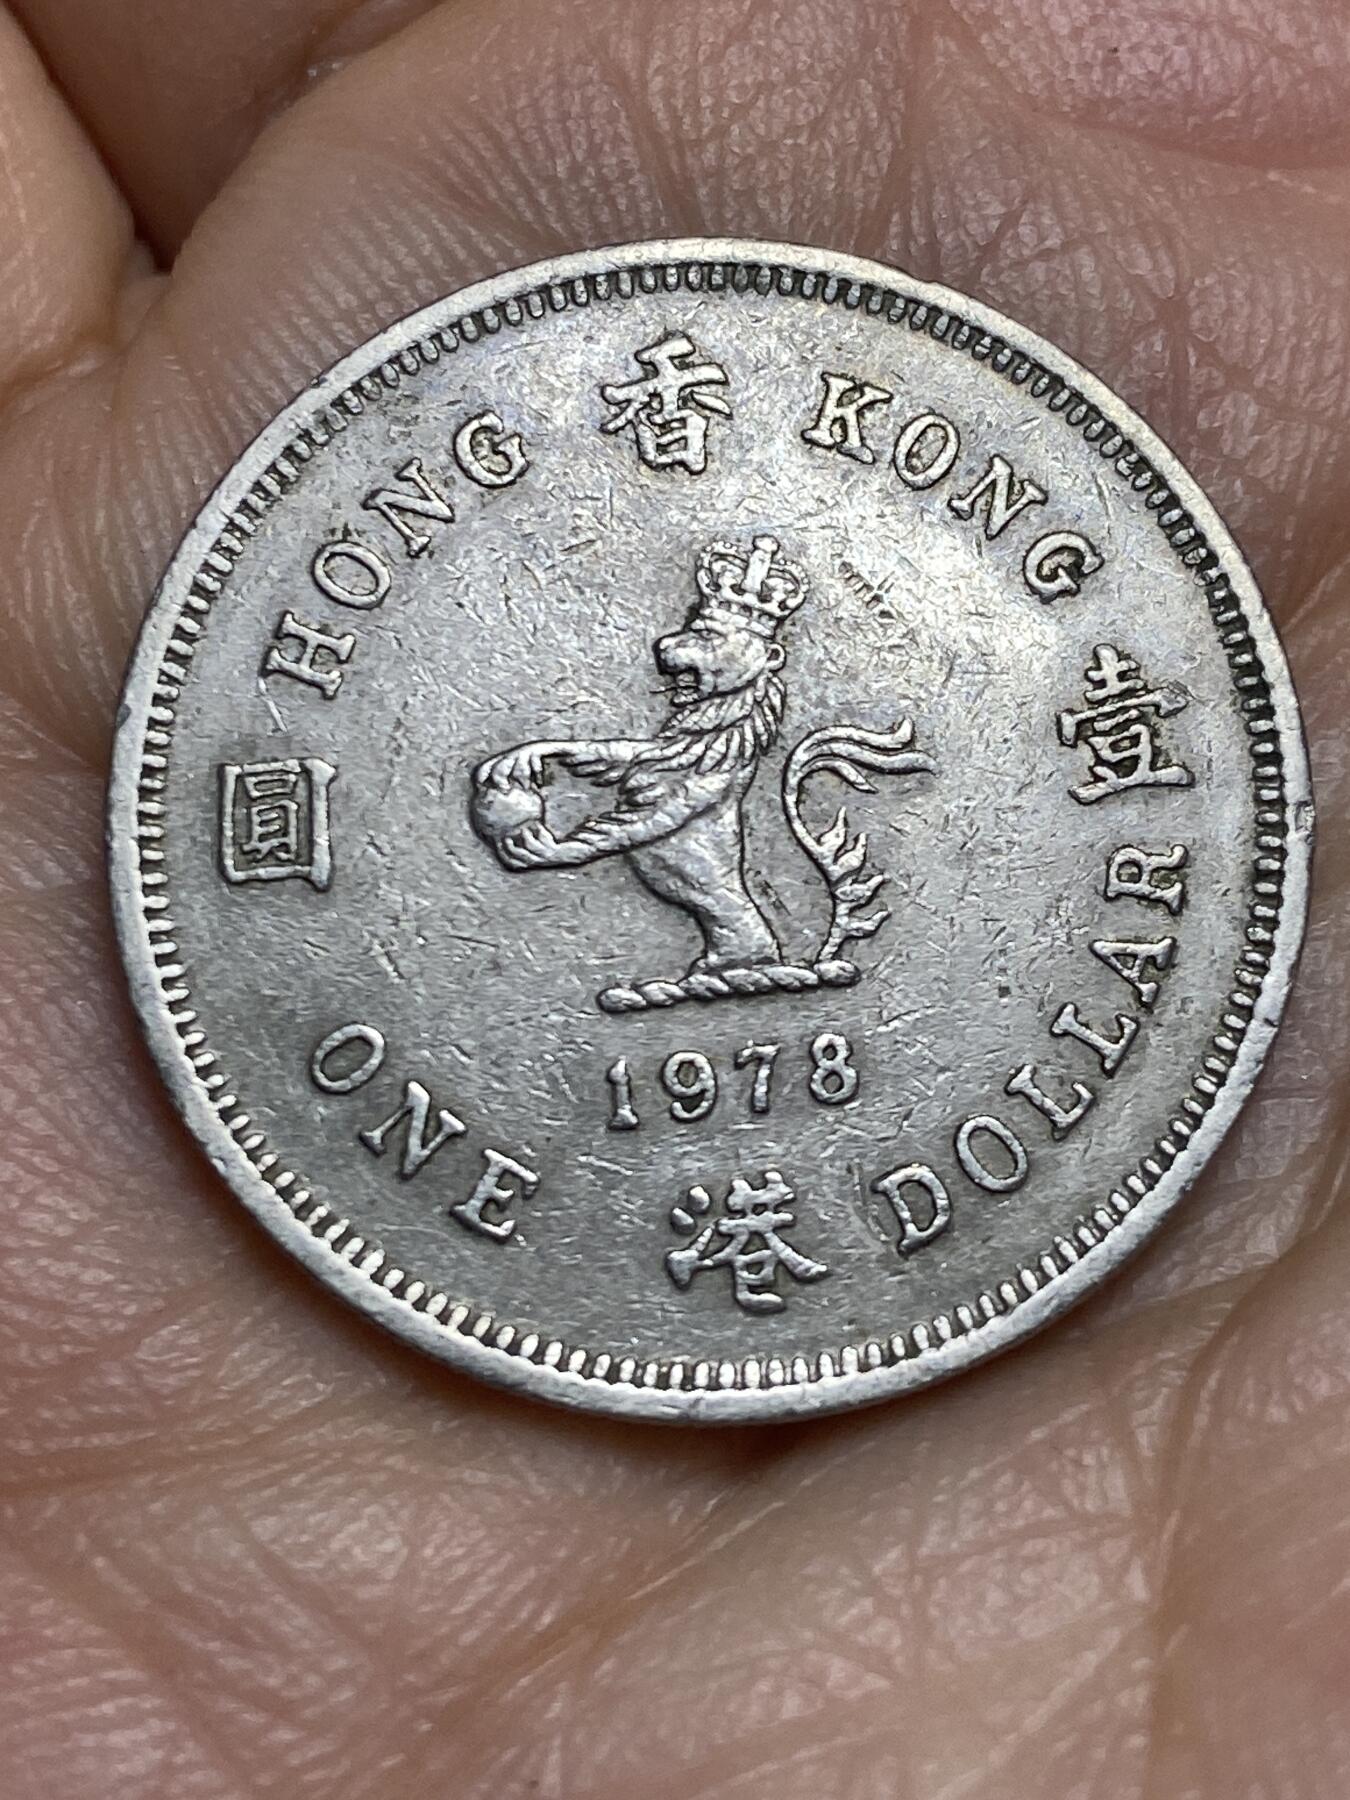 HONG 香 KONG
壹
圓
1978
ONE 港 DOLLAR